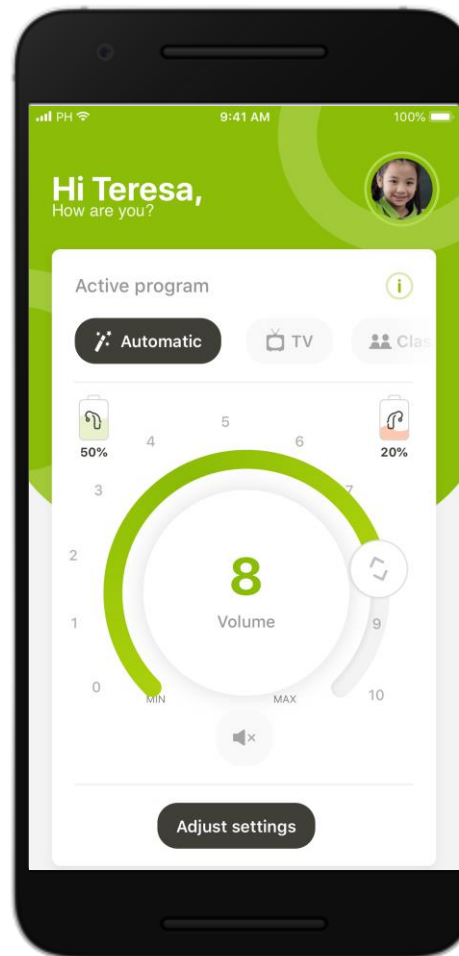 PH 9:41 AM 100%
Hi Teresa,
How are you?
Active program i
Automatic TV Clas
50% 20%
5
4 6
3 7
2
8
1 Volume 9
0 10
MIN MAX
Adjust settings